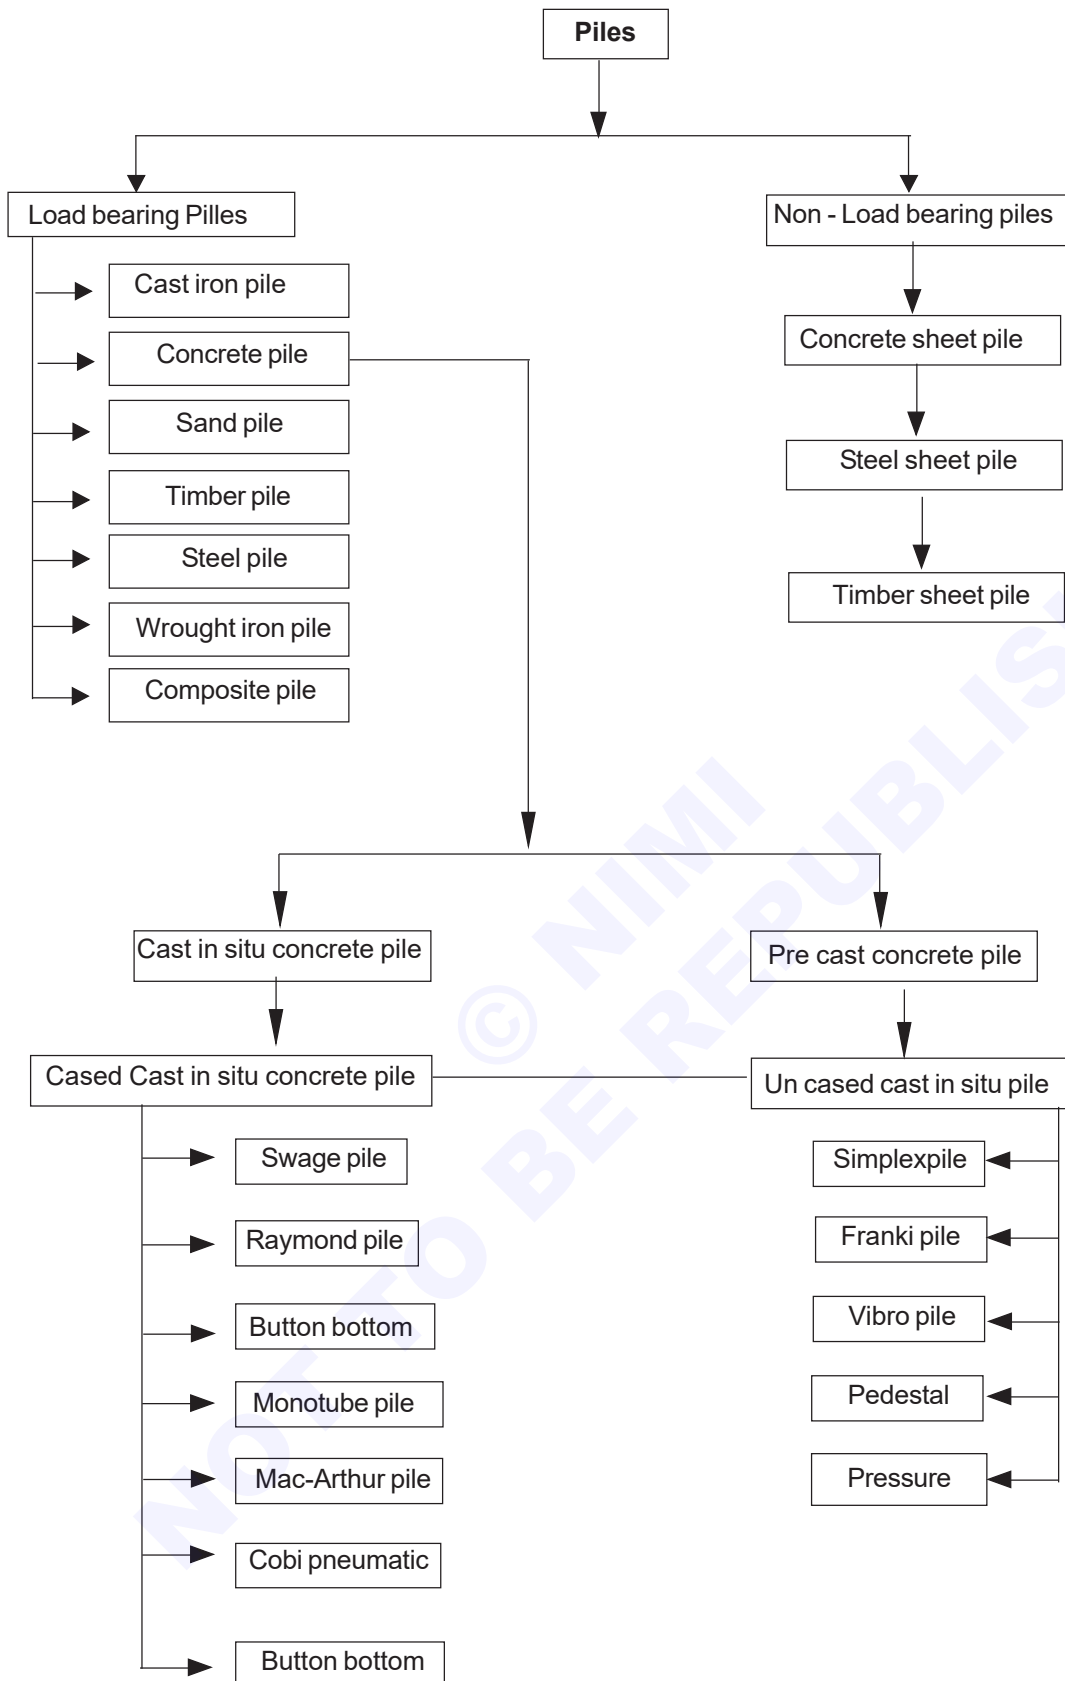 Piles
Load bearing Pilles
Non - Load bearing piles
Cast iron pile
Concrete pile
Sand pile
Timber pile
Steel pile
Wrought iron pile
Composite pile
Concrete sheet pile
Steel sheet pile
Timber sheet pile
Cast in situ concrete pile
Pre cast concrete pile
Cased Cast in situ concrete pile
Un cased cast in situ pile
Swage pile
Raymond pile
Button bottom
Monotube pile
Mac-Arthur pile
Cobi pneumatic
Button bottom
Simplexpile
Franki pile
Vibro pile
Pedestal
Pressure
© NIMI
NOT TO BE REPUBLIS